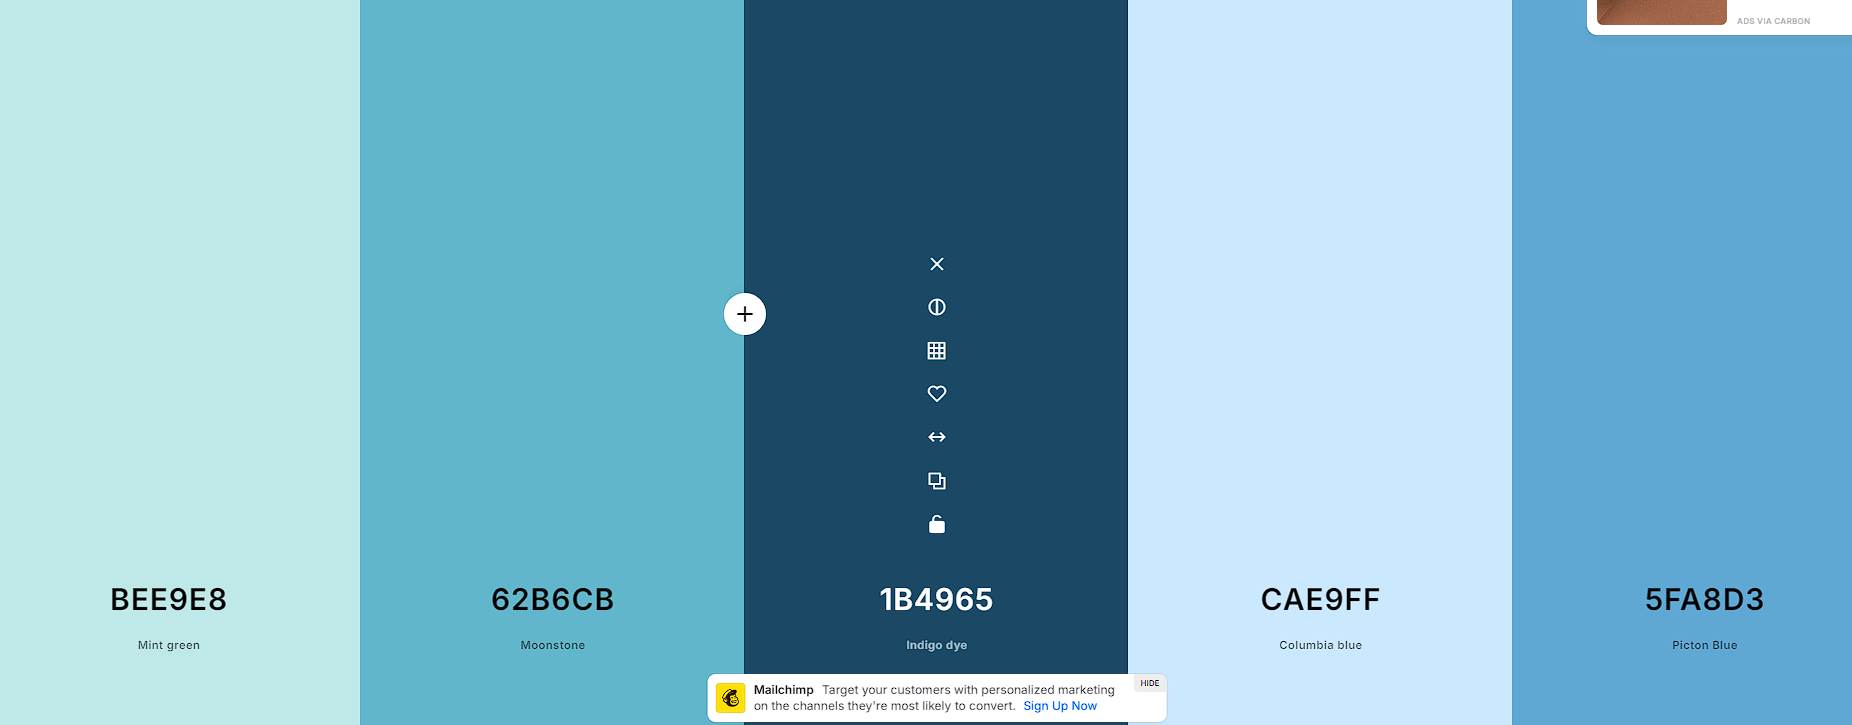 ADS VIA CARBON
BEE9E8
Mint green
62B6CB
Moonstone
1B4965
Indigo dye
CAE9FF
Columbia blue
5FA8D3
Picton Blue
Mailchimp Target your customers with personalized marketing
on the channels they're most likely to convert. Sign Up Now
HIDE